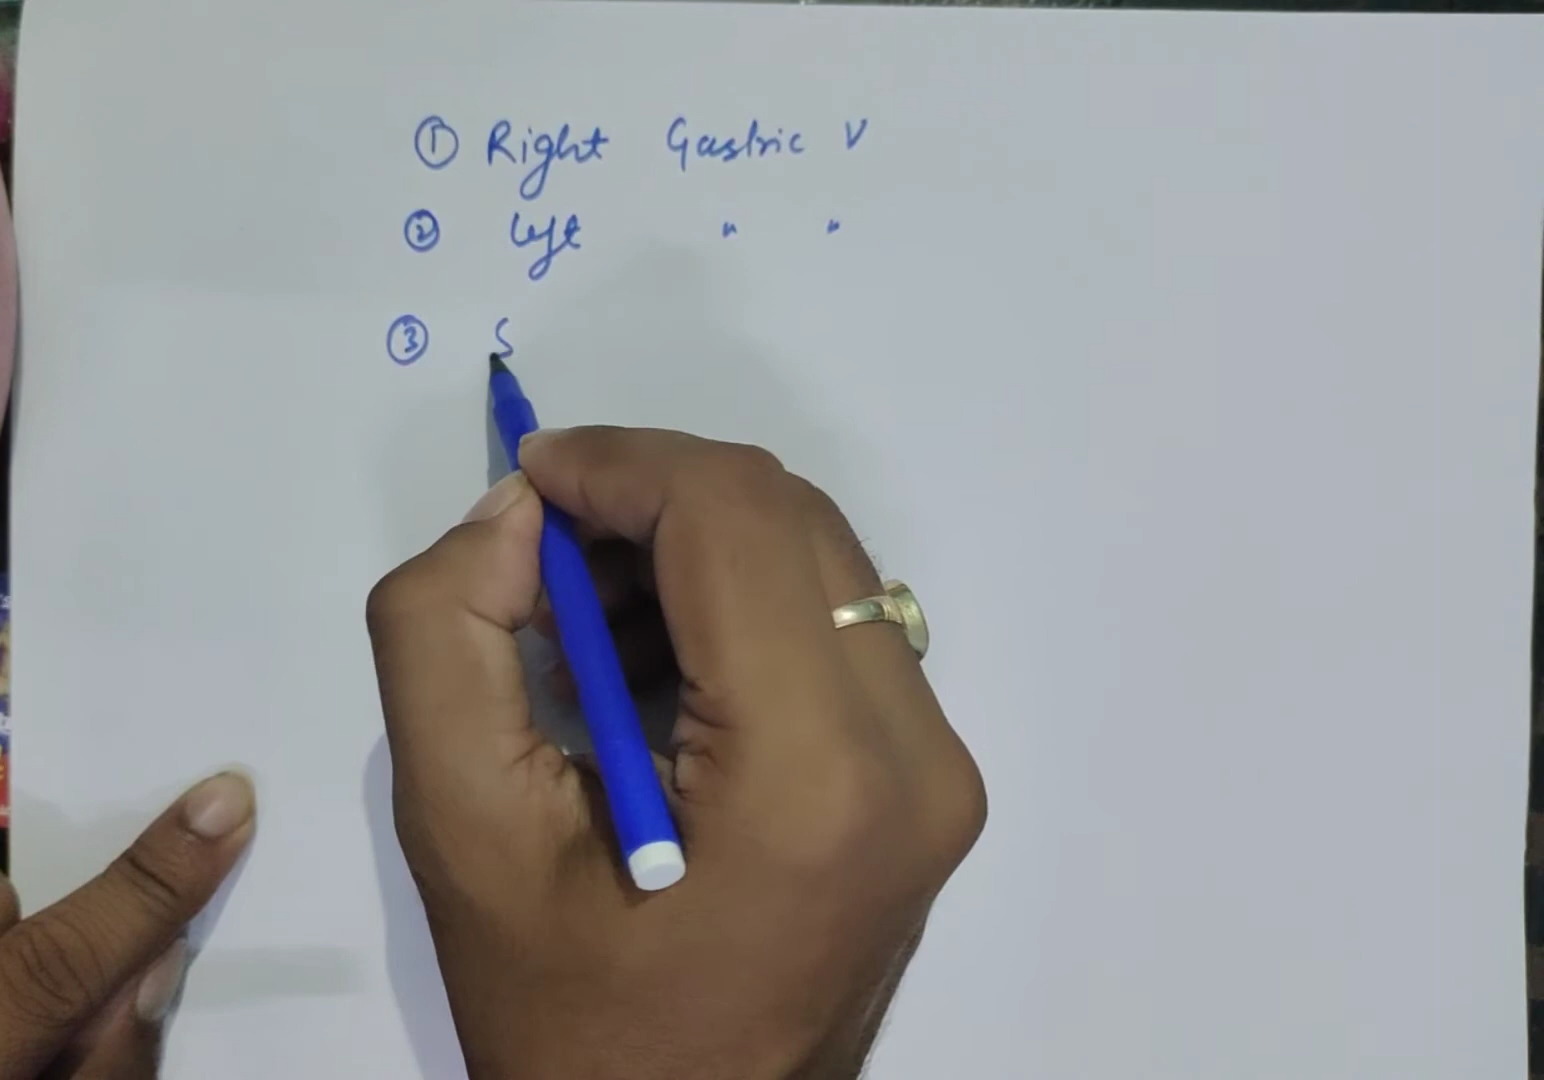 ① Right Gastric V
② Left " "
③ S